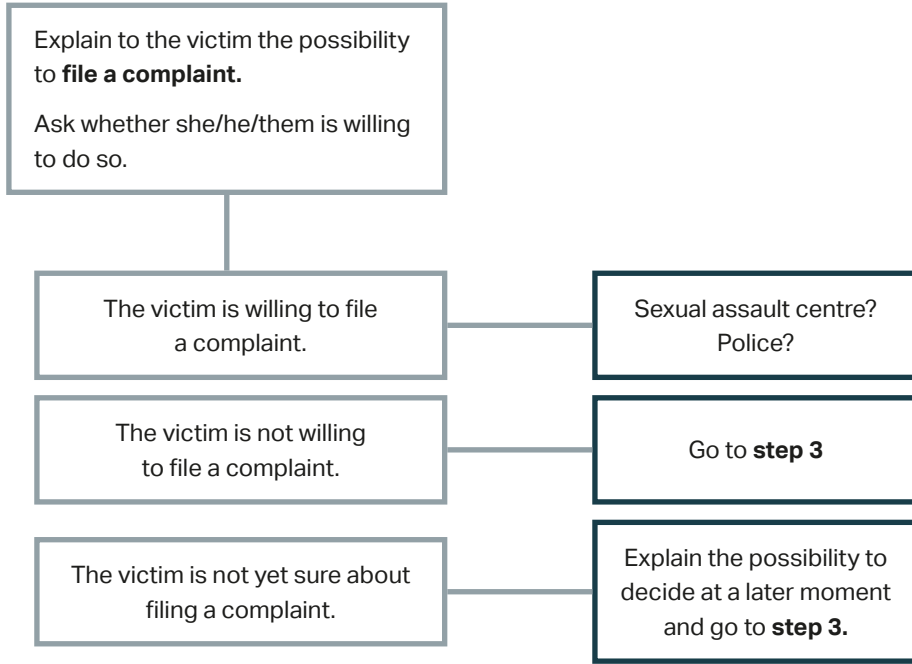 Explain to the victim the possibility
to file a complaint.
Ask whether she/he/them is willing
to do so.
The victim is willing to file
a complaint.
Sexual assault centre?
Police?
The victim is not willing
to file a complaint.
Go to step 3
The victim is not yet sure about
filing a complaint.
Explain the possibility to
decide at a later moment
and go to step 3.